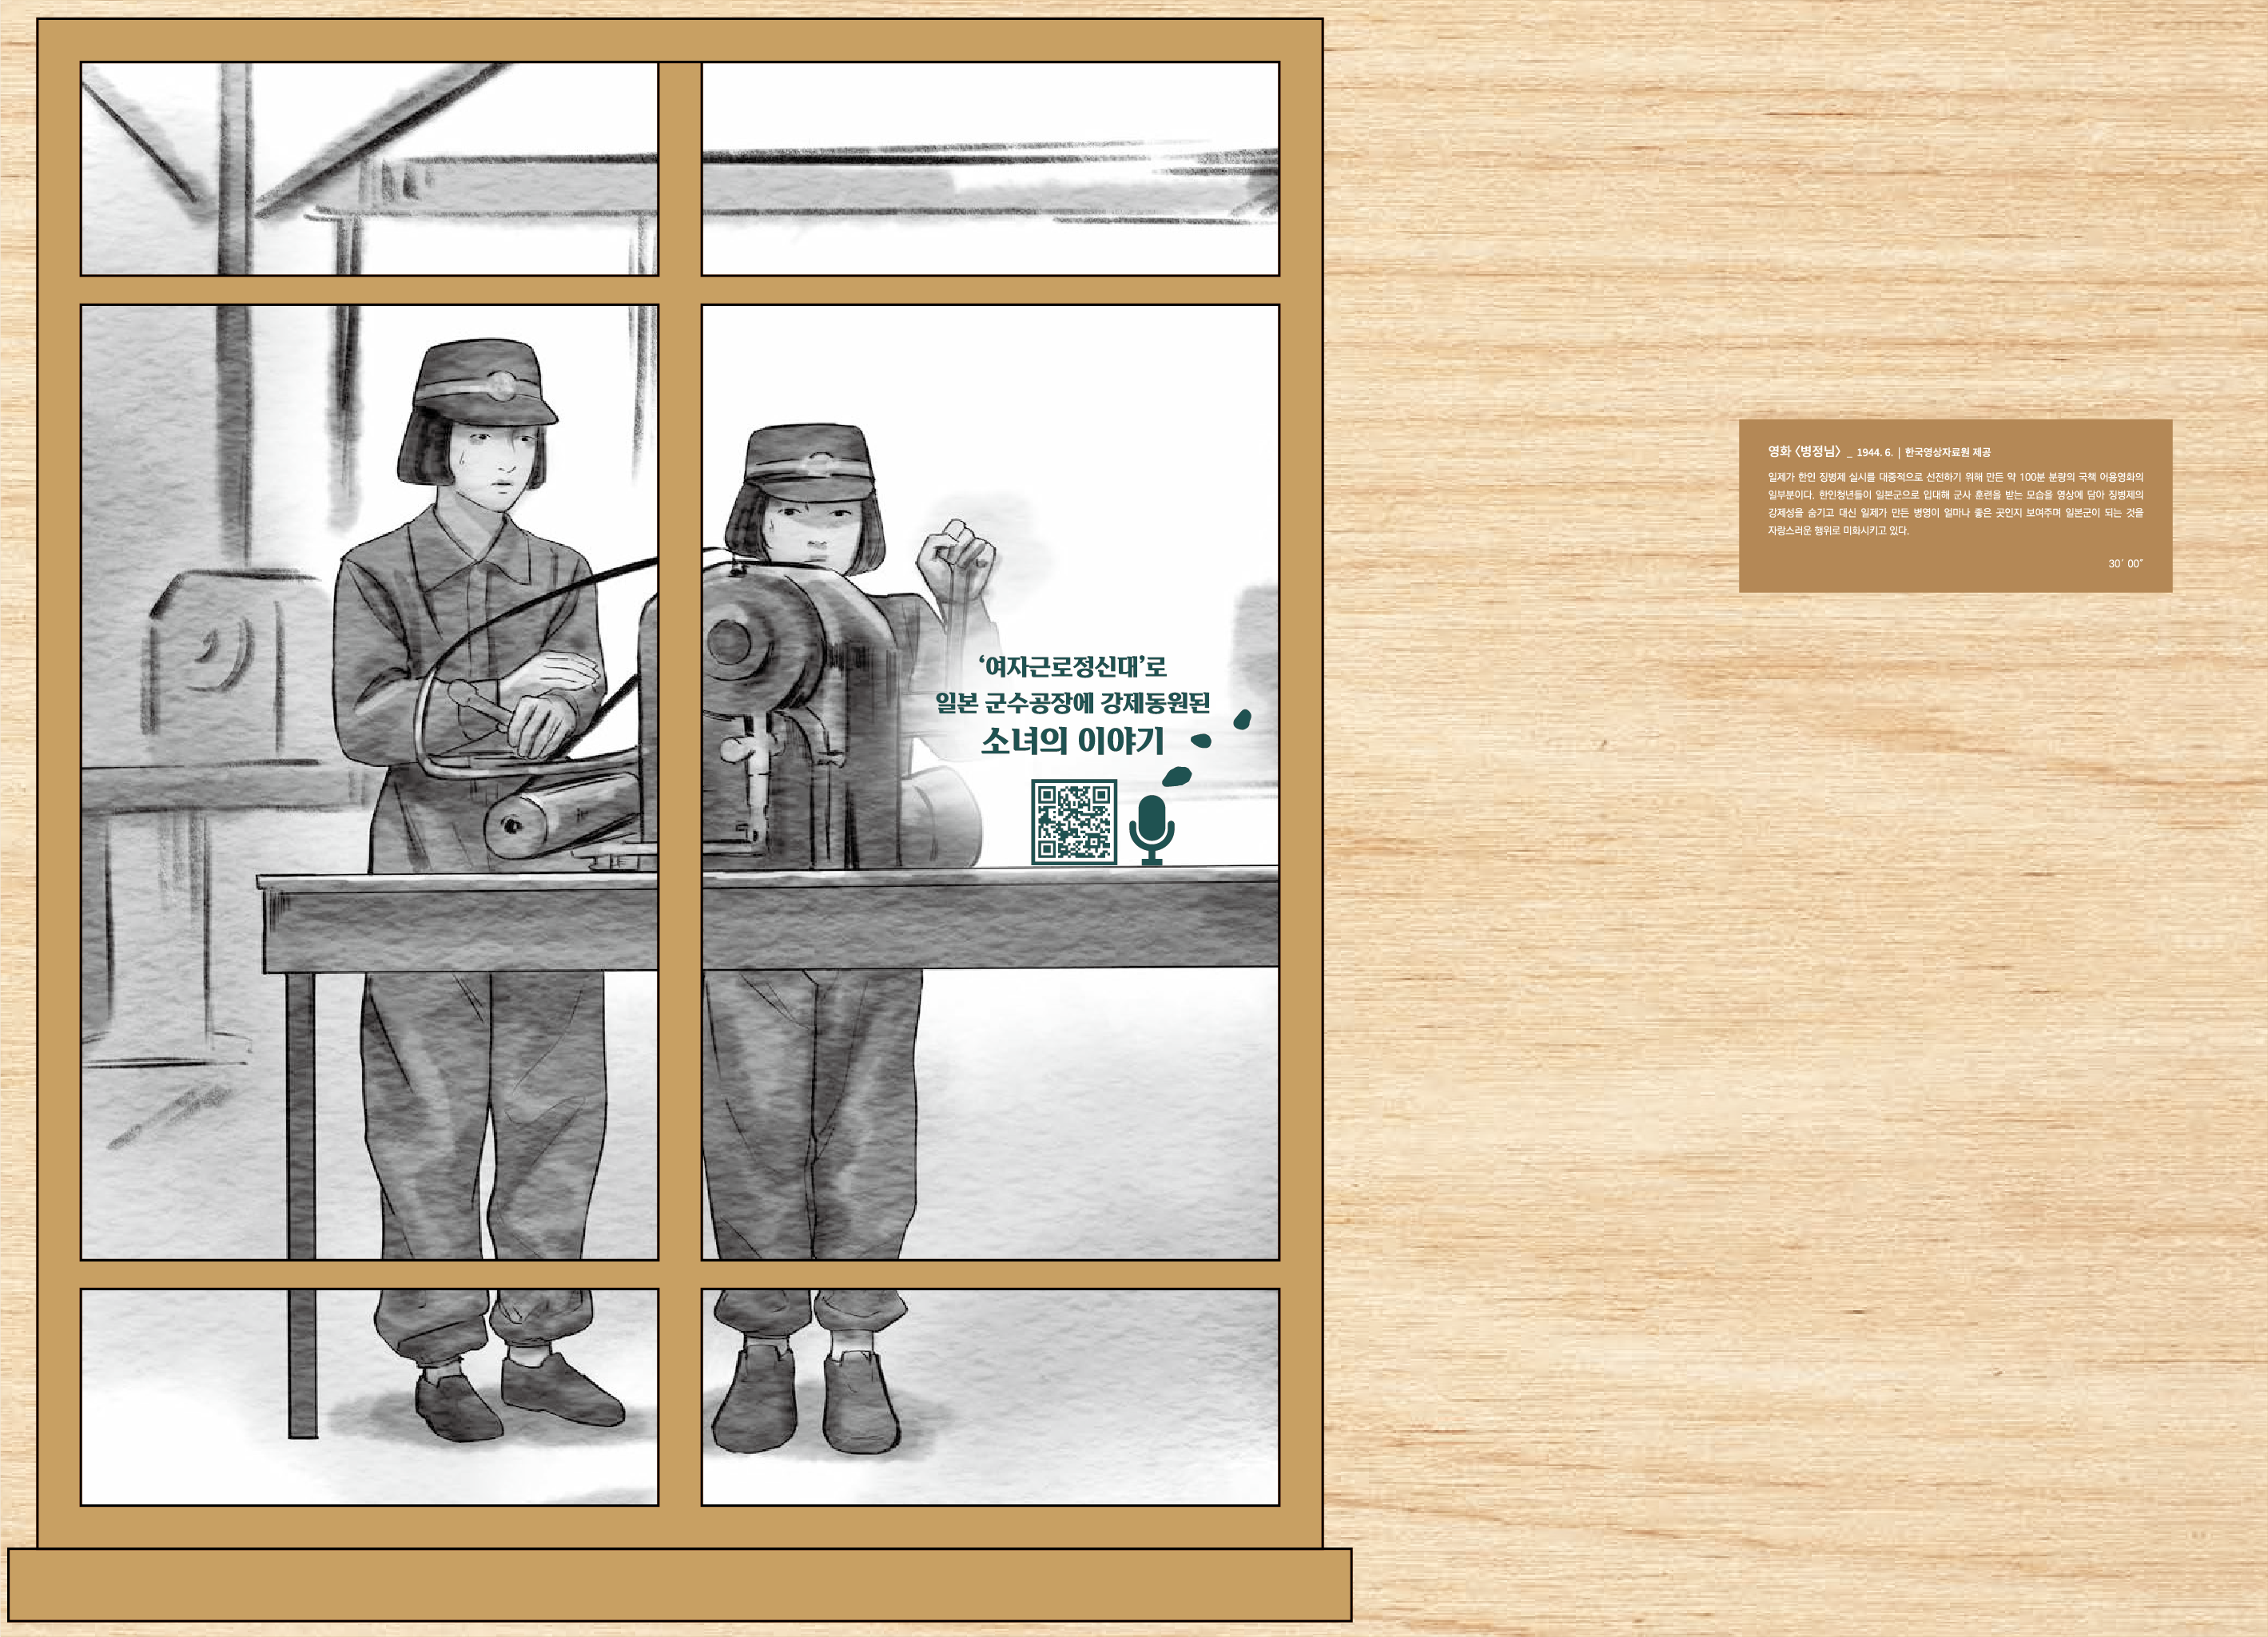 ‘여자근로정신대’로
일본 군수공장에 강제동원된
소녀의 이야기
영화 〈병정님〉 _ 1944. 6. | 한국영상자료원 제공
일제가 한인 징병제 실시를 대중적으로 선전하기 위해 만든 약 100분 분량의 국책 어용영화의
일부분이다. 한인청년들이 일본군으로 입대해 군사 훈련을 받는 모습을 영상에 담아 징병제의
강제성을 숨기고 대신 일제가 만든 병영이 얼마나 좋은 곳인지 보여주며 일본군이 되는 것을
자랑스러운 행위로 미화시키고 있다.
30′ 00″